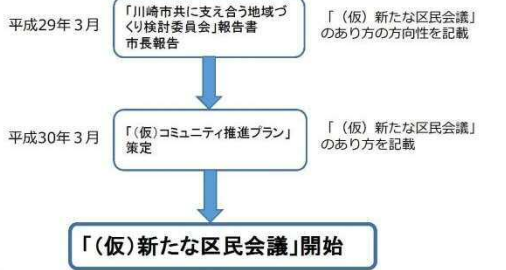 平成29年3月
「川崎市共に支え合う地域づ
くり検討委員会」報告書
市長報告
「（仮）新たな区民会議」
のあり方の方向性を記載
平成30年3月
「（仮）コミュニティ推進プラン」
策定
「（仮）新たな区民会議」
のあり方を記載
「（仮）新たな区民会議」開始